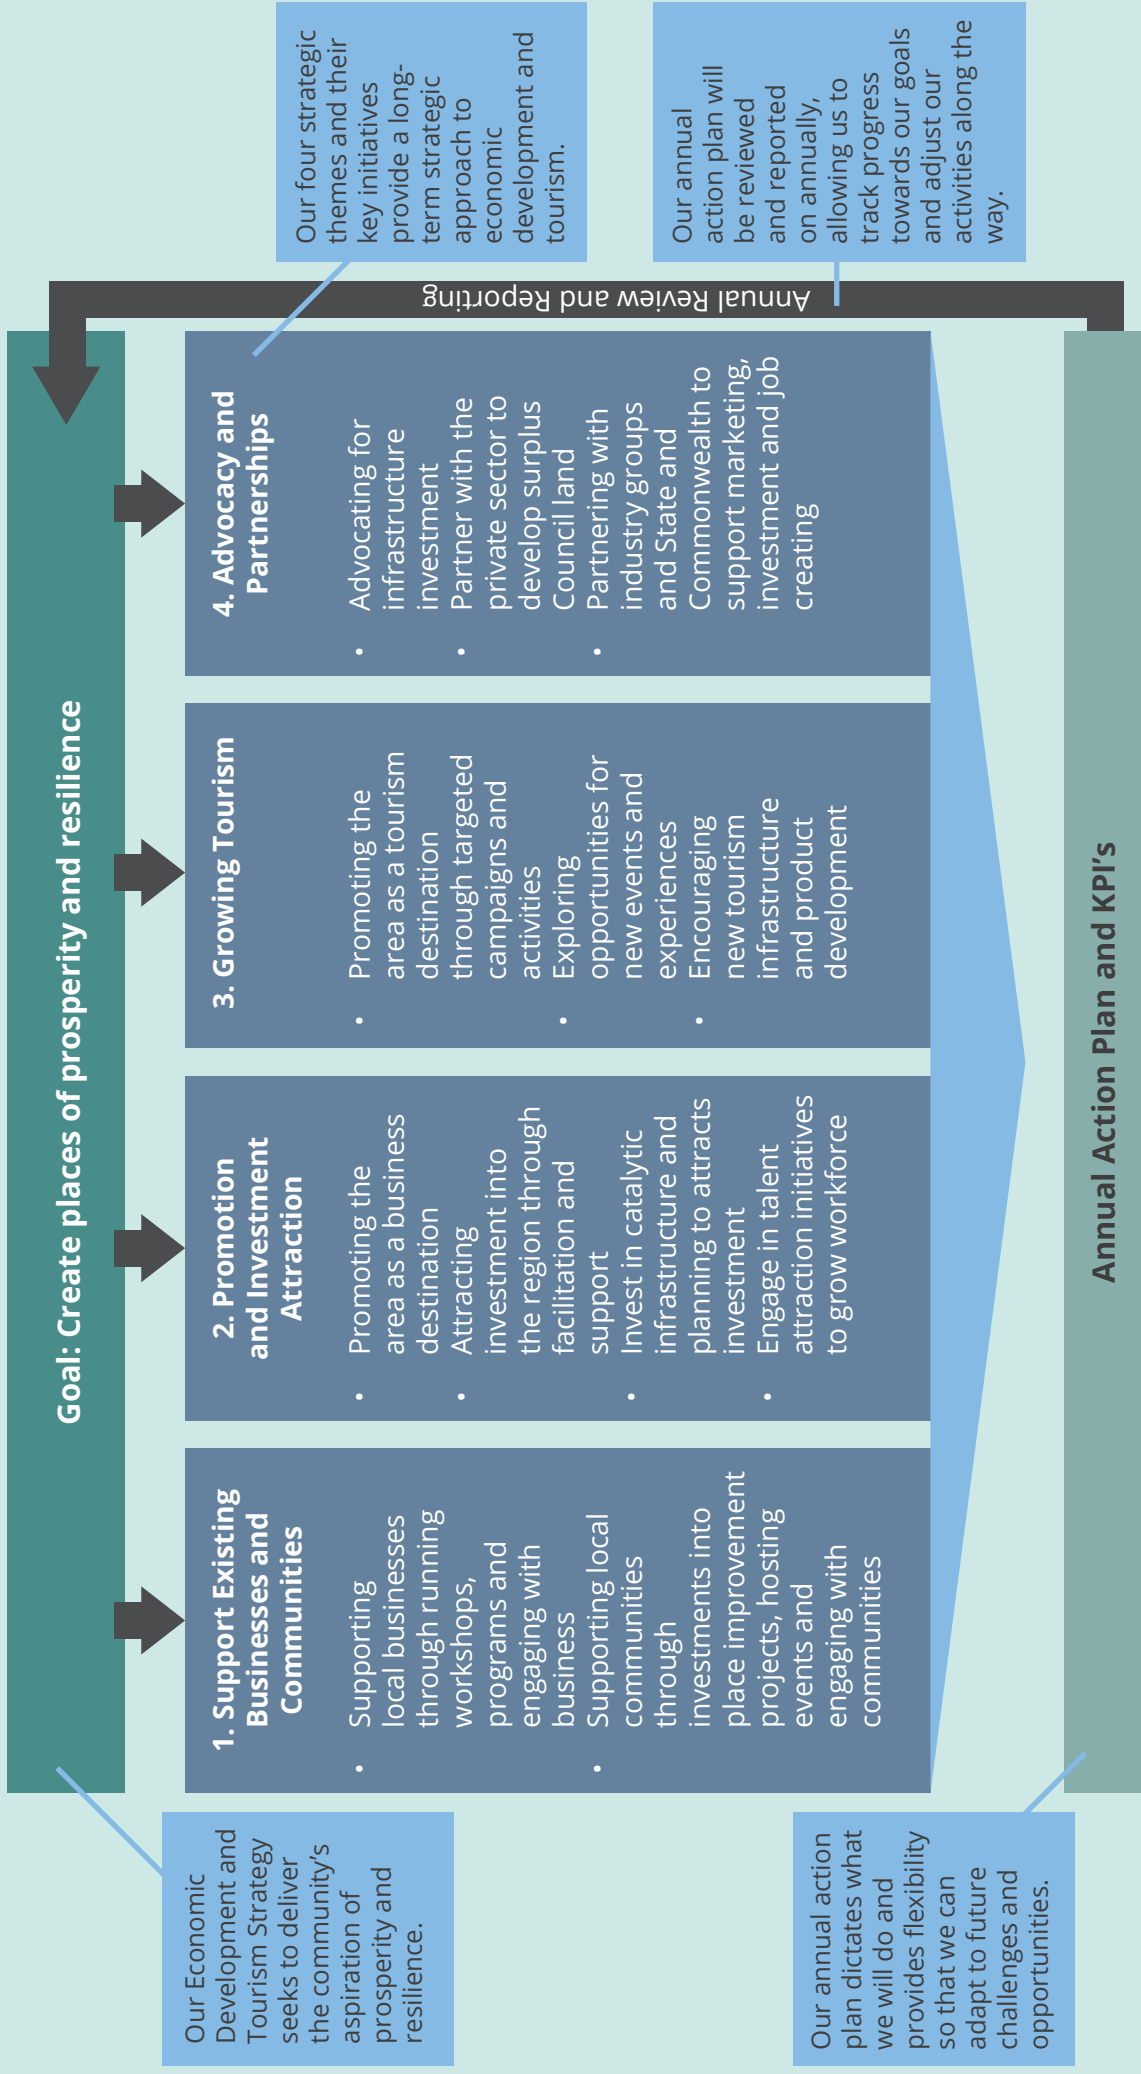 Goal: Create places of prosperity and resilience
Our Economic
Development and
Tourism Strategy
seeks to deliver
the community's
aspiration of
prosperity and
resilience.
1. Support Existing
Businesses and
Communities
• Supporting
local businesses
through running
workshops,
programs and
engaging with
business
• Supporting local
communities
through
investments into
place improvement
projects, hosting
events and
engaging with
communities
2. Promotion
and Investment
Attraction
• Promoting the
area as a business
destination
• Attracting
investment into
the region through
facilitation and
support
• Invest in catalytic
infrastructure and
planning to attracts
investment
• Engage in talent
attraction initiatives
to grow workforce
3. Growing Tourism
• Promoting the
area as a tourism
destination
through targeted
campaigns and
activities
• Exploring
opportunities for
new events and
experiences
• Encouraging
new tourism
infrastructure
and product
development
4. Advocacy and
Partnerships
• Advocating for
infrastructure
investment
• Partner with the
private sector to
develop surplus
Council land
• Partnering with
industry groups
and State and
Commonwealth to
support marketing,
investment and job
creating
Our four strategic
themes and their
key initiatives
provide a long-
term strategic
approach to
economic
development and
tourism.
Annual Review and Reporting
Our annual
action plan will
be reviewed
and reported
on annually,
allowing us to
track progress
towards our goals
and adjust our
activities along the
way.
Our annual action
plan dictates what
we will do and
provides flexibility
so that we can
adapt to future
challenges and
opportunities.
Annual Action Plan and KPI's